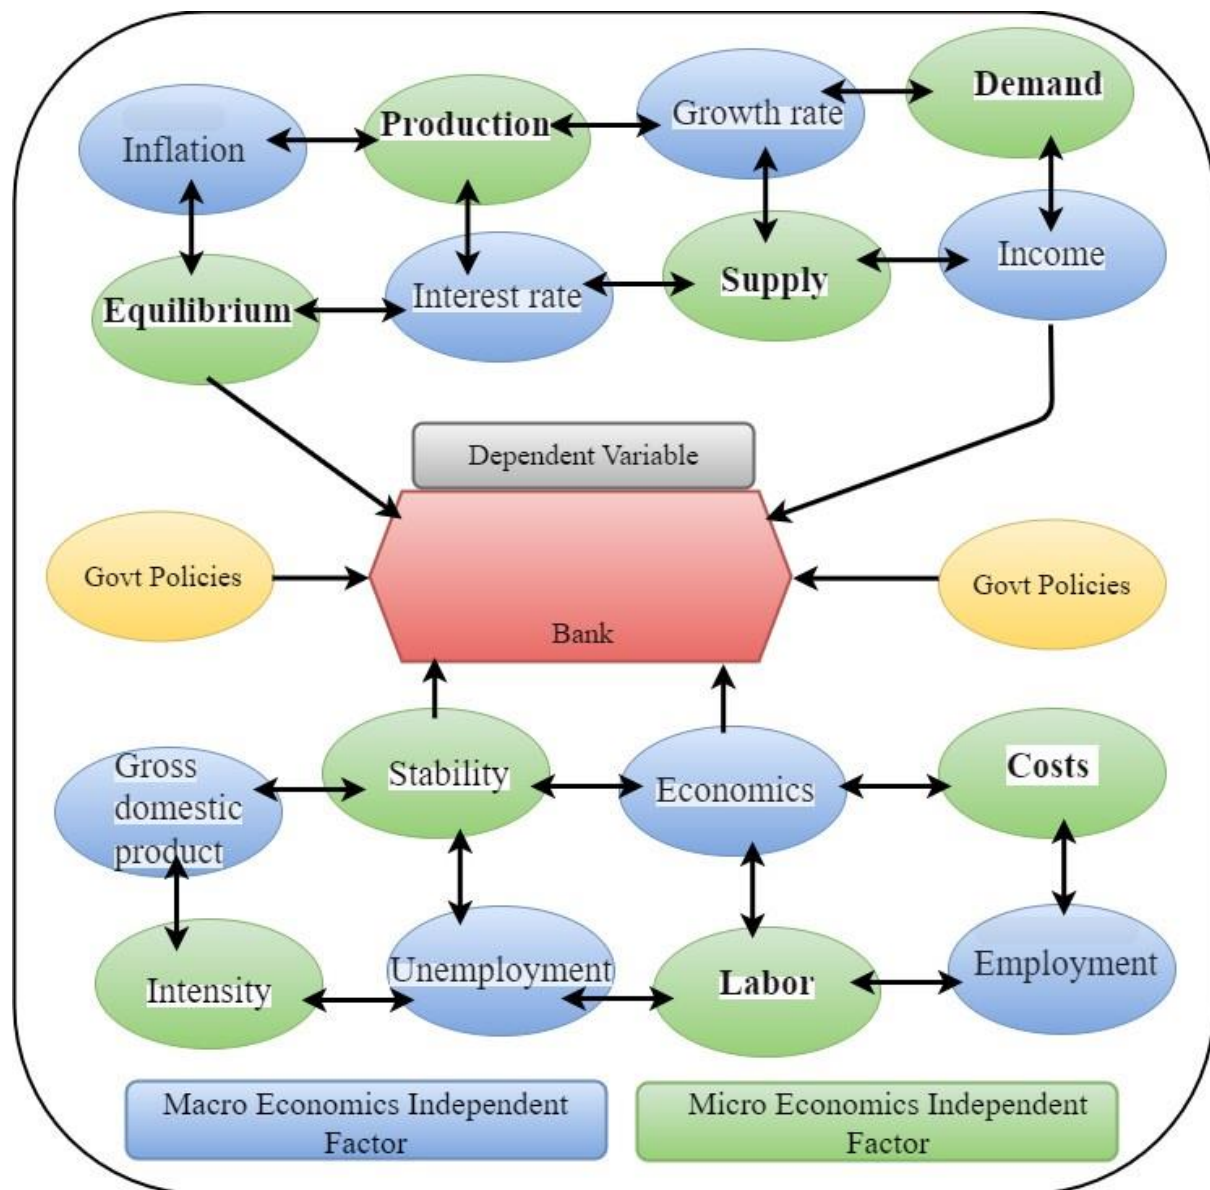 Inflation
Production
Growth rate
Demand
Equilibrium
Interest rate
Supply
Income
Dependent Variable
Govt Policies
Bank
Govt Policies
Gross
domestic
product
Stability
Economics
Costs
Intensity
Unemployment
Labor
Employment
Macro Economics Independent
Factor
Micro Economics Independent
Factor